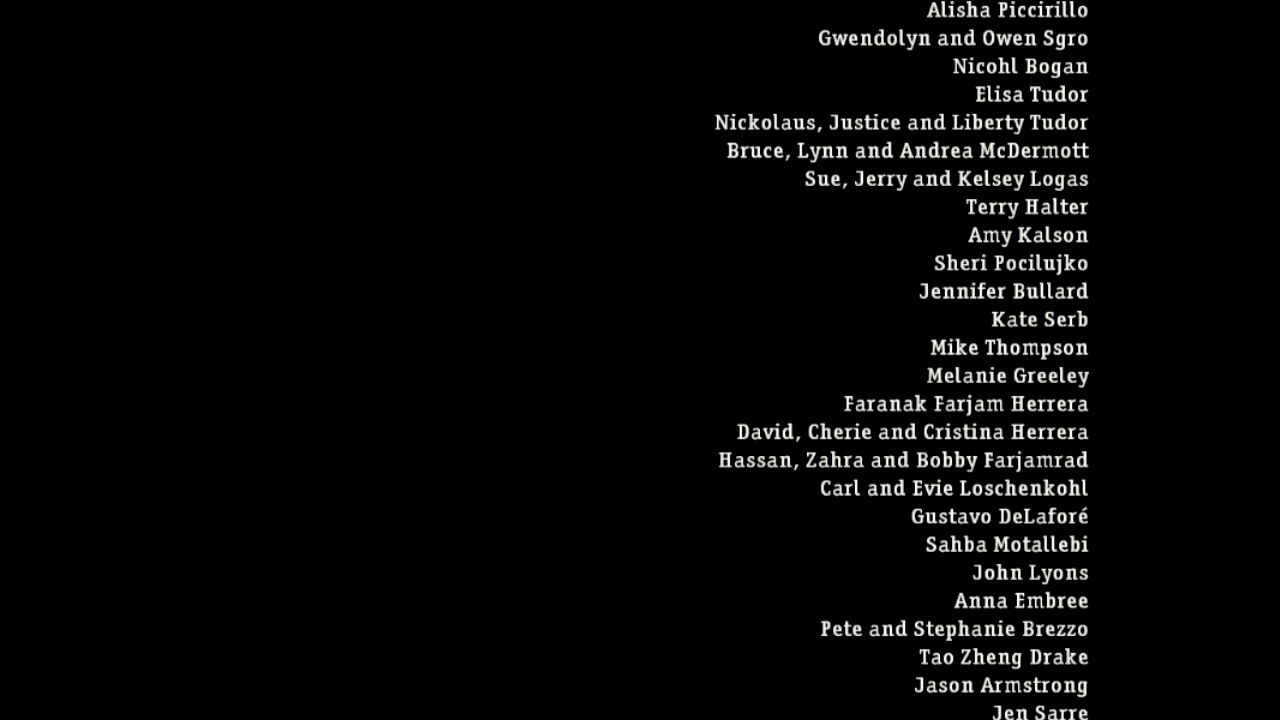 Alisha Piccirillo
Gwendolyn and Owen Sgro
Nicohl Bogan
Elisa Tudor
Nickolaus, Justice and Liberty Tudor
Bruce, Lynn and Andrea McDermott
Sue, Jerry and Kelsey Logas
Terry Halter
Amy Kalson
Sheri Pocilujko
Jennifer Bullard
Kate Serb
Mike Thompson
Melanie Greeley
Faranak Farjam Herrera
David, Cherie and Cristina Herrera
Hassan, Zahra and Bobby Farjamrad
Carl and Evie Loschenkohl
Gustavo DeLaforé
Sahba Motallebi
John Lyons
Anna Embree
Pete and Stephanie Brezzo
Tao Zheng Drake
Jason Armstrong
Jen Sarre